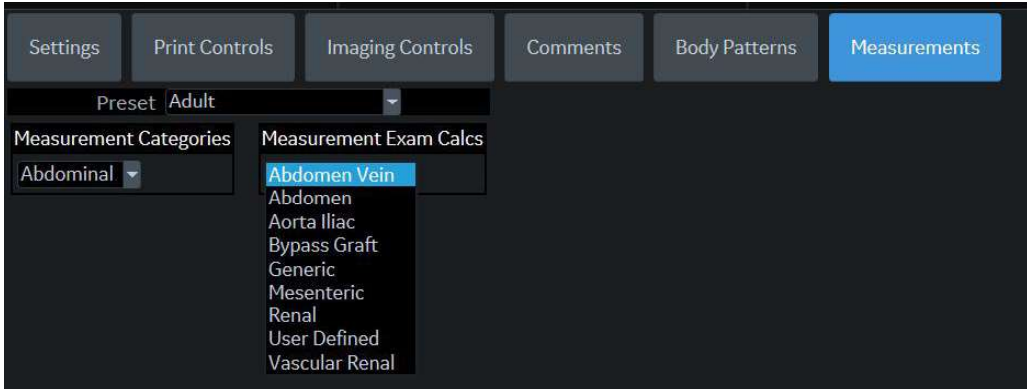 Settings Print Controls Imaging Controls Comments Body Patterns Measurements
Preset Adult
Measurement Categories Measurement Exam Calcs
Abdominal Abdomen Vein
Abdomen
Aorta Iliac
Bypass Graft
Generic
Mesenteric
Renal
User Defined
Vascular Renal